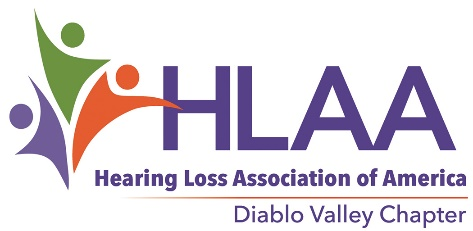 HLAA
Hearing Loss Association of America
Diablo Valley Chapter